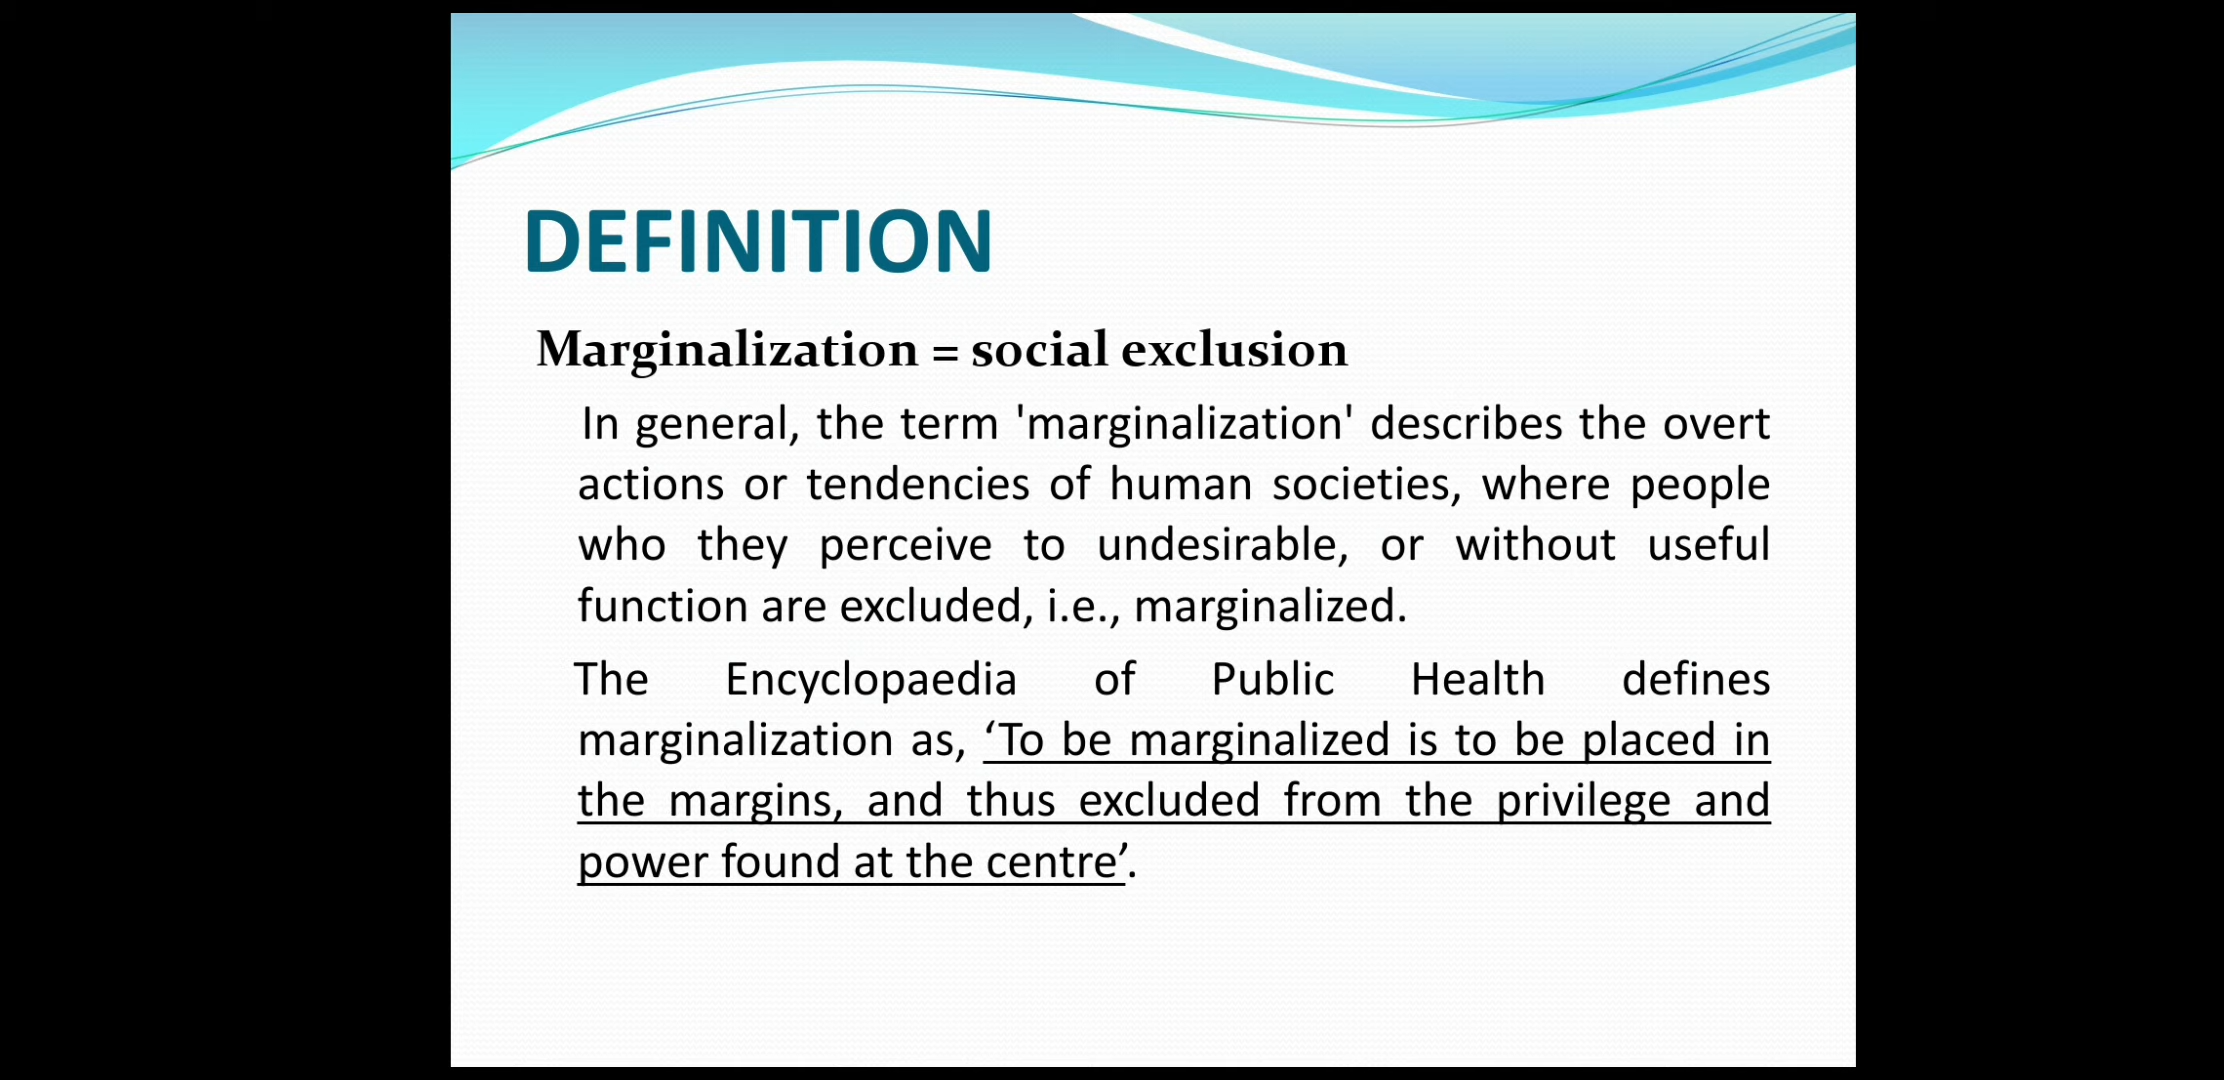 DEFINITION
Marginalization = social exclusion
In general, the term 'marginalization' describes the overt
actions or tendencies of human societies, where people
who they perceive to undesirable, or without useful
function are excluded, i.e., marginalized.
The Encyclopaedia of Public Health defines
marginalization as, ‘To be marginalized is to be placed in
the margins, and thus excluded from the privilege and
power found at the centre’.